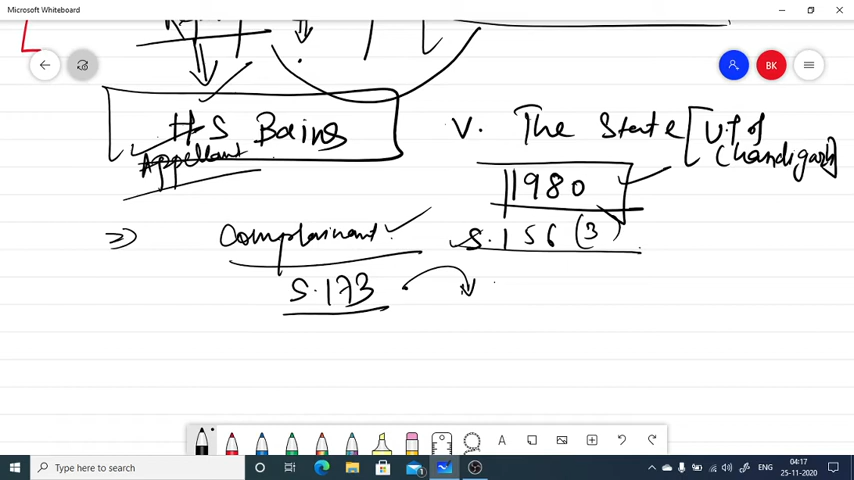 Microsoft Whiteboard
BK
H S Bains V. The State [U.T of Chandigarh]
Appellant
1980
⇒ Complainant S.156(3)
S.173
Type here to search
ENG
04:17
25-11-2020